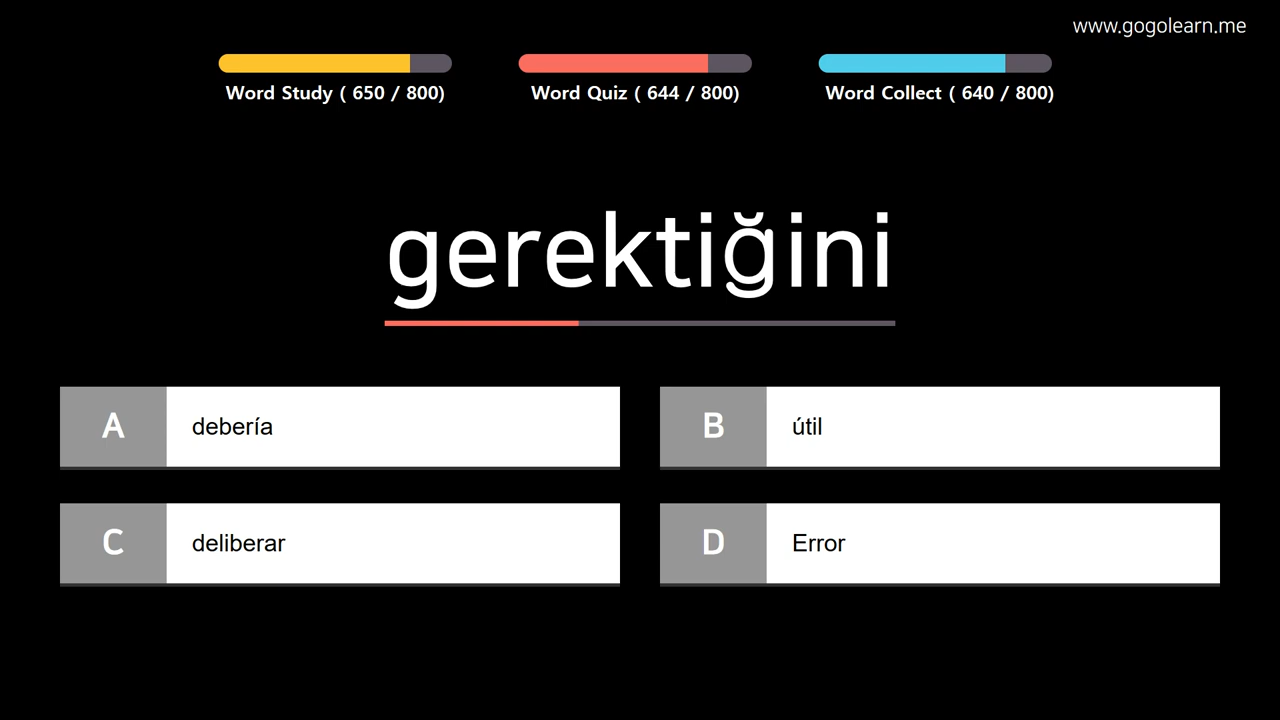 www.gogolearn.me
Word Study ( 650 / 800)
Word Quiz ( 644 / 800)
Word Collect ( 640 / 800)
gerektiğini
A debería
B útil
C deliberar
D Error